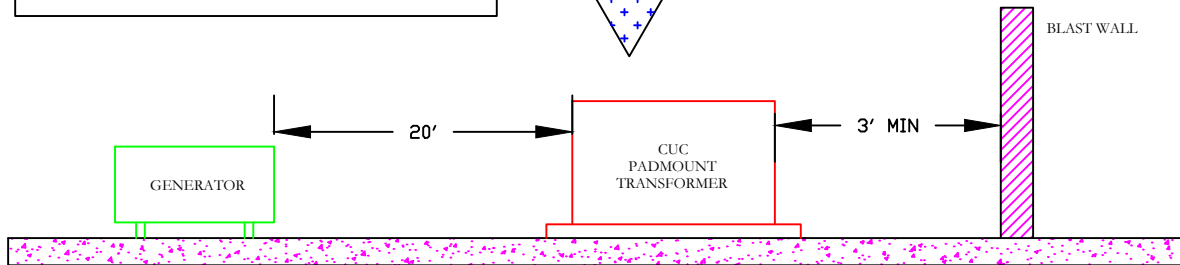 BLAST WALL
20'
3' MIN
GENERATOR
CUC
PADMOUNT
TRANSFORMER